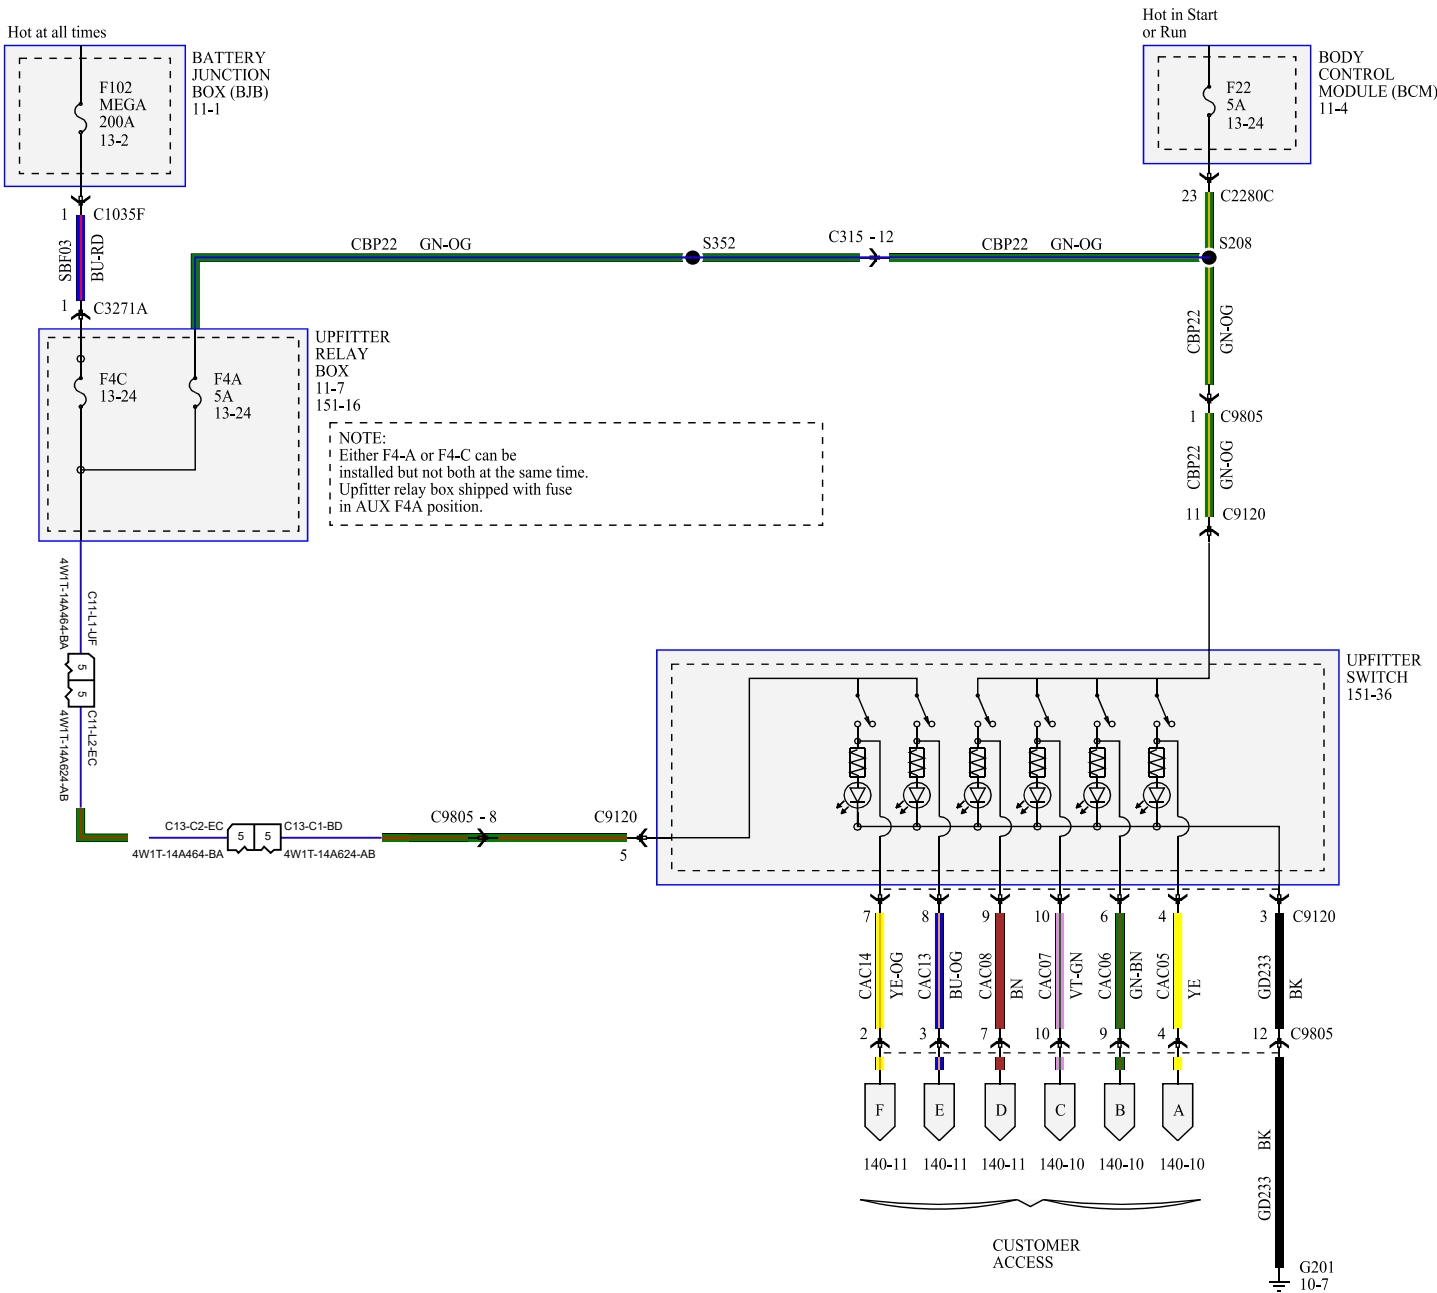 Hot at all times
BATTERY
JUNCTION
BOX (BJB)
11-1
F102
MEGA
200A
13-2
1
C1035F
SBF03
BU-RD
1
C3271A
Hot in Start
or Run
BODY
CONTROL
MODULE (BCM)
11-4
F22
5A
13-24
23
C2280C
CBP22
GN-OG
S352
C315 - 12
CBP22
GN-OG
S208
CBP22
GN-OG
1
C9805
CBP22
GN-OG
11
C9120
UPFITTER
RELAY
BOX
11-7
151-16
F4C
13-24
F4A
5A
13-24
NOTE:
Either F4-A or F4-C can be
installed but not both at the same time.
Upfitter relay box shipped with fuse
in AUX F4A position.
C11-L1-UF
4W1T-14A464-BA
5
5
C11-L2-EC
4W1T-14A624-AB
C13-C2-EC
4W1T-14A464-BA
5
5
C13-C1-BD
4W1T-14A624-AB
C9805 - 8
C9120
5
UPFITTER
SWITCH
151-36
7
8
9
10
6
4
3
C9120
CAC14
YE-OG
CAC13
BU-OG
CAC08
BN
CAC07
VT-GN
CAC06
GN-BN
CAC05
YE
GD233
BK
2
3
7
10
9
4
12
C9805
F
E
D
C
B
A
140-11
140-11
140-11
140-10
140-10
140-10
BK
GD233
CUSTOMER
ACCESS
G201
10-7